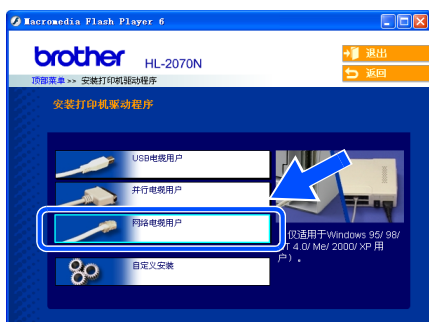 Macromedia Flash Player 6
brother
HL-2070N
退出
返回
顶部菜单 >> 安装打印机驱动程序
安装打印机驱动程序
USB电缆用户
并行电缆用户
网络电缆用户
自定义安装
仅适用于Windows 95/ 98/
T 4.0/ Me/ 2000/ XP 用
户）。